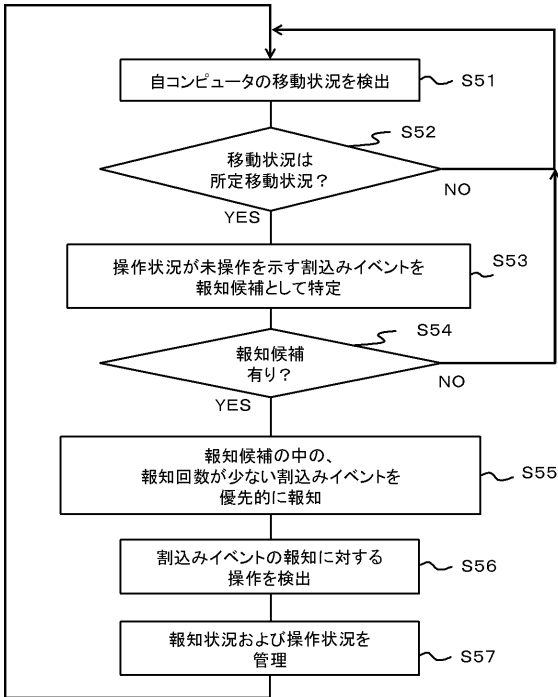 自コンピュータの移動状況を検出
S51
S52
移動状況は
所定移動状況？
NO
YES
S53
操作状況が未操作を示す割込みイベントを
報知候補として特定
S54
報知候補
有り？
NO
YES
報知候補の中の、
報知回数が少ない割込みイベントを
優先的に報知
S55
割込みイベントの報知に対する
操作を検出
S56
報知状況および操作状況を
管理
S57